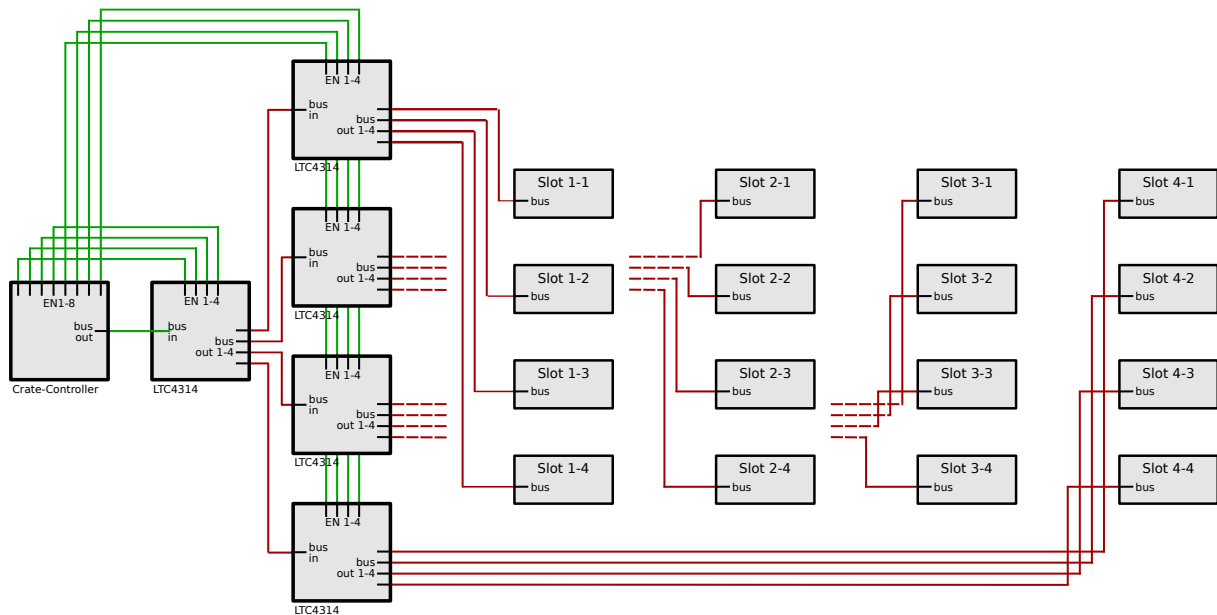 EN1-8
bus
out
Crate-Controller
EN 1-4
bus
in
bus
out 1-4
LTC4314
EN 1-4
bus
in
bus
out 1-4
LTC4314
EN 1-4
bus
in
bus
out 1-4
LTC4314
EN 1-4
bus
in
bus
out 1-4
LTC4314
EN 1-4
bus
in
bus
out 1-4
LTC4314
Slot 1-1
bus
Slot 1-2
bus
Slot 1-3
bus
Slot 1-4
bus
Slot 2-1
bus
Slot 2-2
bus
Slot 2-3
bus
Slot 2-4
bus
Slot 3-1
bus
Slot 3-2
bus
Slot 3-3
bus
Slot 3-4
bus
Slot 4-1
bus
Slot 4-2
bus
Slot 4-3
bus
Slot 4-4
bus